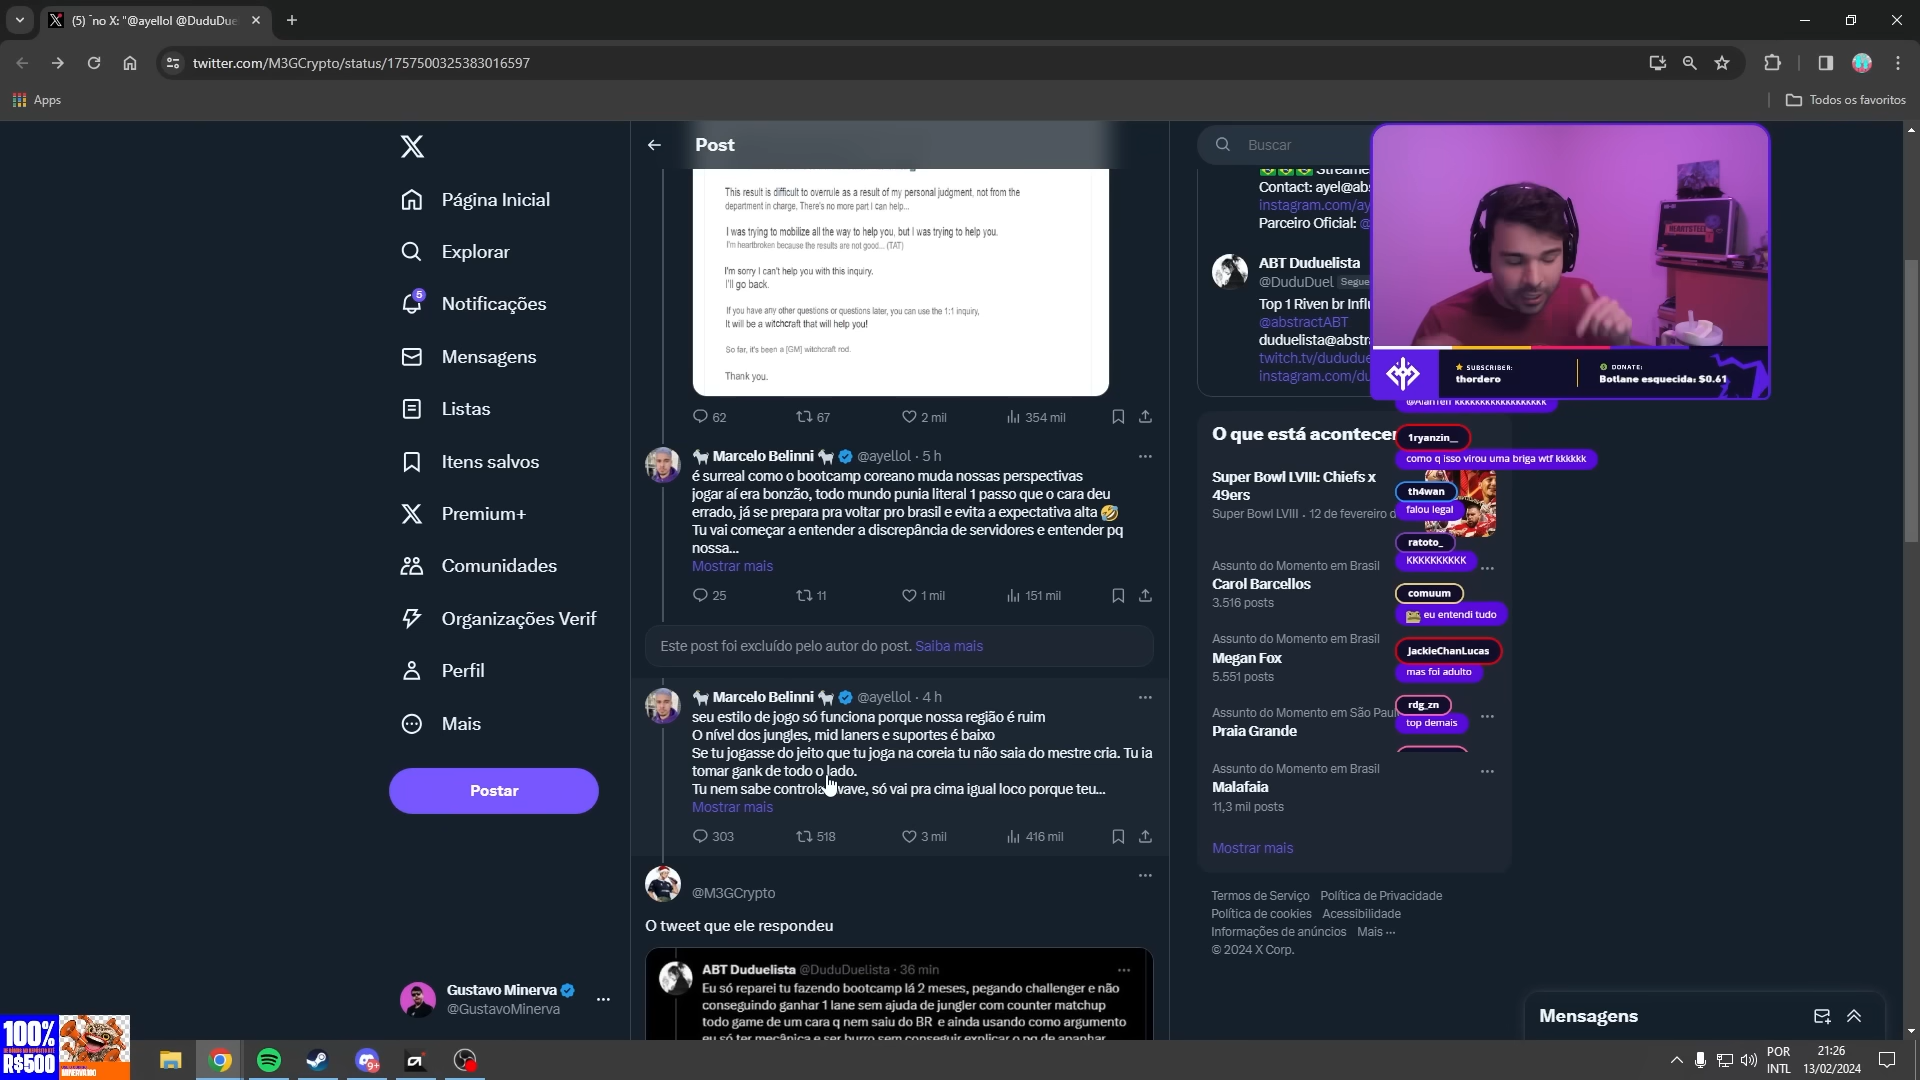 (5) no X: "@ayellol @DuduDue
twitter.com/M3GCrypto/status/1757500325383016597
Apps
Todos os favoritos
Página Inicial
Explorar
5
Notificações
Mensagens
Listas
Itens salvos
Premium+
Comunidades
Organizações Verif
Perfil
Mais
Postar
Gustavo Minerva
@GustavoMinerva
Post
This result is difficult to overrule as a result of my personal judgment, not from the
department in charge. There's no more part I can help...
I was trying to mobilize all the way to help you, but I was trying to help you.
I'm heartbroken because the results are not good... (TAT)
I'm sorry I can't help you with this inquiry.
I'll go back.
If you have any other questions or questions later, you can use the 1:1 inquiry,
It will be a witchcraft that will help you!
So far, it's been a [GM] witchcraft rod.
Thank you.
62 67 2 mil 354 mil
Marcelo Belinni @ayellol · 5 h
é surreal como o bootcamp coreano muda nossas perspectivas
jogar aí era bonzão, todo mundo punia literal 1 passo que o cara deu
errado, já se prepara pra voltar pro brasil e evita a expectativa alta 🤣
Tu vai começar a entender a discrepância de servidores e entender pq
nossa...
Mostrar mais
25 11 1 mil 151 mil
Este post foi excluído pelo autor do post. Saiba mais
Marcelo Belinni @ayellol · 4 h
seu estilo de jogo só funciona porque nossa região é ruim
O nível dos jungles, mid laners e suportes é baixo
Se tu jogasse do jeito que tu joga na coreia tu não saia do mestre cria. Tu ia
tomar gank de todo o lado.
Tu nem sabe controla wave, só vai pra cima igual loco porque teu...
Mostrar mais
303 518 3 mil 416 mil
@M3GCrypto
O tweet que ele respondeu
ABT Duduelista @DuduDuelista · 36 min
Eu só reparei tu fazendo bootcamp lá 2 meses, pegando challenger e não
conseguindo ganhar 1 lane sem ajuda de jungler com counter matchup
todo game de um cara q nem saiu do BR e ainda usando como argumento
eu só ter mecânica e ser burro sem conseguir explicar o pq de apanhar
Buscar
Streame
Contact: ayel@abs
instagram.com/ay
Parceiro Oficial: @
ABT Duduelista
@DuduDuel Segue
Top 1 Riven br Influ
@abstractABT
duduelista@abstra
twitch.tv/dududue
instagram.com/du
HEARTSTEEL
SUBSCRIBER:
thordero
DONATE:
Botlane esquecida: $0.61
1ryanzin__
como q isso virou uma briga wtf kkkkkk
th4wan
falou legal
ratoto_
KKKKKKKKKK
comuum
eu entendi tudo
JackieChanLucas
mas foi adulto
rdg_zn
top demais
O que está acontecer
Super Bowl LVIII: Chiefs x
49ers
Super Bowl LVIII · 12 de fevereiro d
Assunto do Momento em Brasil
Carol Barcellos
3.516 posts
Assunto do Momento em Brasil
Megan Fox
5.551 posts
Assunto do Momento em São Paul
Praia Grande
Assunto do Momento em Brasil
Malafaia
11,3 mil posts
Mostrar mais
Termos de Serviço Política de Privacidade
Política de cookies Acessibilidade
Informações de anúncios Mais ···
© 2024 X Corp.
Mensagens
100%
R$500
9+
POR
INTL
21:26
13/02/2024